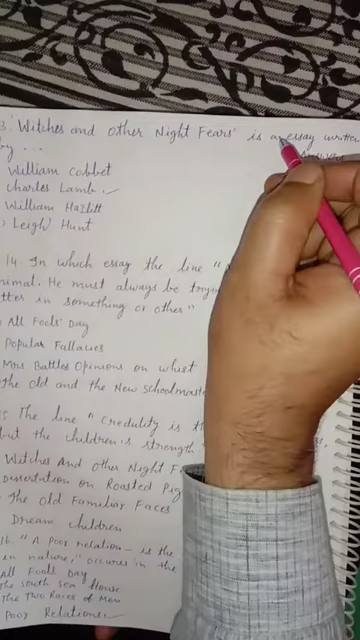 3. 'Witches and other Night Fears' is an essay written
by ...
William Cobbet
Charles Lamb ✓
William Hazlitt
Leigh Hunt
14. In which essay the line "
He must always be trying
in something or other"
All Fools' Day
Popular Fallacies
Mrs Battles Opinions on whist
the old and the New Schoolmaster
The line "Credulity is the
but the children's strength
Witches And other Night
Dissertation on Roasted Pig
The Old Familiar Faces
Dream children
16. "A Poor relation – is the
in nature," occurs in the
All Fools Day
The South Sea House
The Two Races of Men
Poor Relations ✓